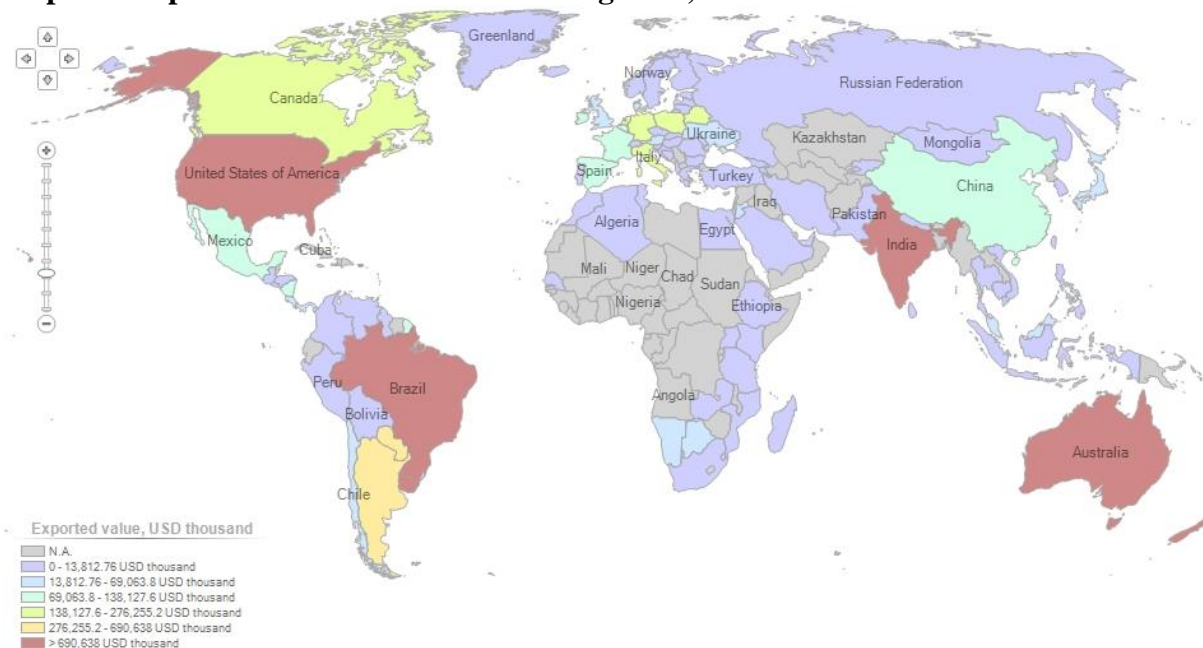 Greenland
Norway
Russian Federation
Canada
Kazakhstan
Ukraine
Mongolia
Italy
Spain
Turkey
United States of America
China
Iraq
Pakistan
Algeria
Egypt
India
Mexico
Cuba
Mali
Niger
Chad
Sudan
Nigeria
Ethiopia
Peru
Brazil
Angola
Bolivia
Australia
Chile
Exported value, USD thousand
N.A.
0 - 13,812.76 USD thousand
13,812.76 - 69,063.8 USD thousand
69,063.8 - 138,127.6 USD thousand
138,127.6 - 276,255.2 USD thousand
276,255.2 - 690,638 USD thousand
> 690,638 USD thousand